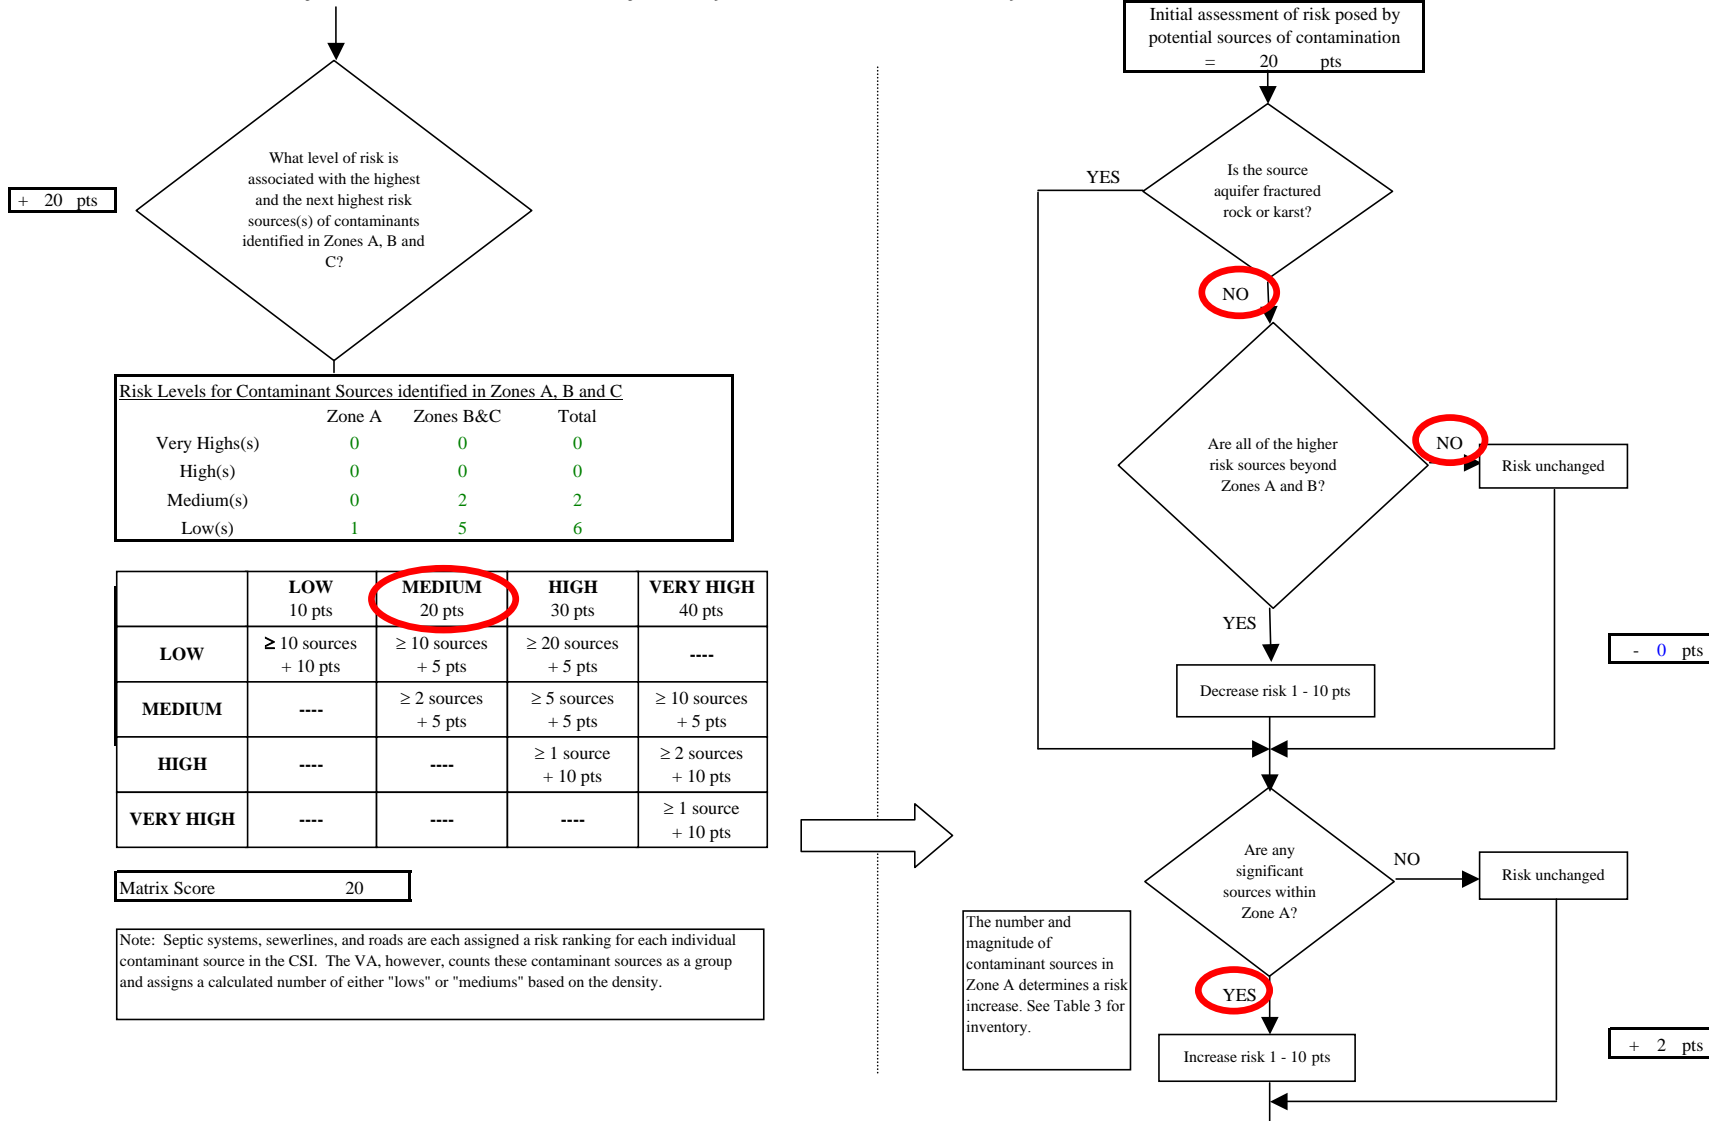 + 20 pts
What level of risk is
associated with the highest
and the next highest risk
sources(s) of contaminants
identified in Zones A, B and
C?
Risk Levels for Contaminant Sources identified in Zones A, B and C
Zone A Zones B&C Total
Very Highs(s) 0 0 0
High(s) 0 0 0
Medium(s) 0 2 2
Low(s) 1 5 6
LOW MEDIUM HIGH VERY HIGH
10 pts 20 pts 30 pts 40 pts
LOW ≥ 10 sources ≥ 10 sources ≥ 20 sources ----
+ 10 pts + 5 pts + 5 pts
MEDIUM ---- ≥ 2 sources ≥ 5 sources ≥ 10 sources
+ 5 pts + 5 pts + 5 pts
HIGH ---- ---- ≥ 1 source ≥ 2 sources
+ 10 pts + 10 pts
VERY HIGH ---- ---- ---- ≥ 1 source
+ 10 pts
Matrix Score 20
Note: Septic systems, sewerlines, and roads are each assigned a risk ranking for each individual
contaminant source in the CSI. The VA, however, counts these contaminant sources as a group
and assigns a calculated number of either "lows" or "mediums" based on the density.
Initial assessment of risk posed by
potential sources of contamination
= 20 pts
Is the source
aquifer fractured
rock or karst?
YES
NO
Are all of the higher
risk sources beyond
Zones A and B?
NO
Risk unchanged
YES
Decrease risk 1 - 10 pts
- 0 pts
Are any
significant
sources within
Zone A?
NO
Risk unchanged
The number and
magnitude of
contaminant sources in
Zone A determines a risk
increase. See Table 3 for
inventory.
YES
Increase risk 1 - 10 pts
+ 2 pts